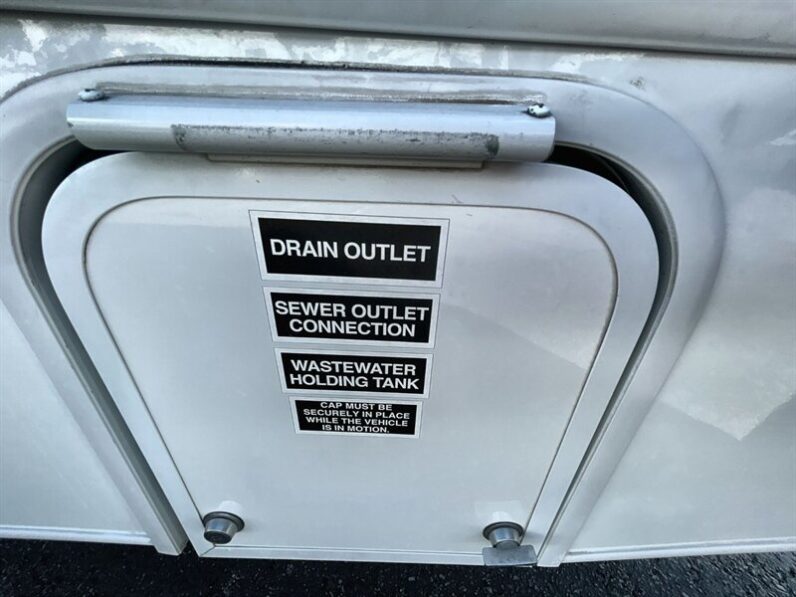 DRAIN OUTLET
SEWER OUTLET
CONNECTION
WASTEWATER
HOLDING TANK
CAP MUST BE
SECURELY IN PLACE
WHILE THE VEHICLE
IS IN MOTION.